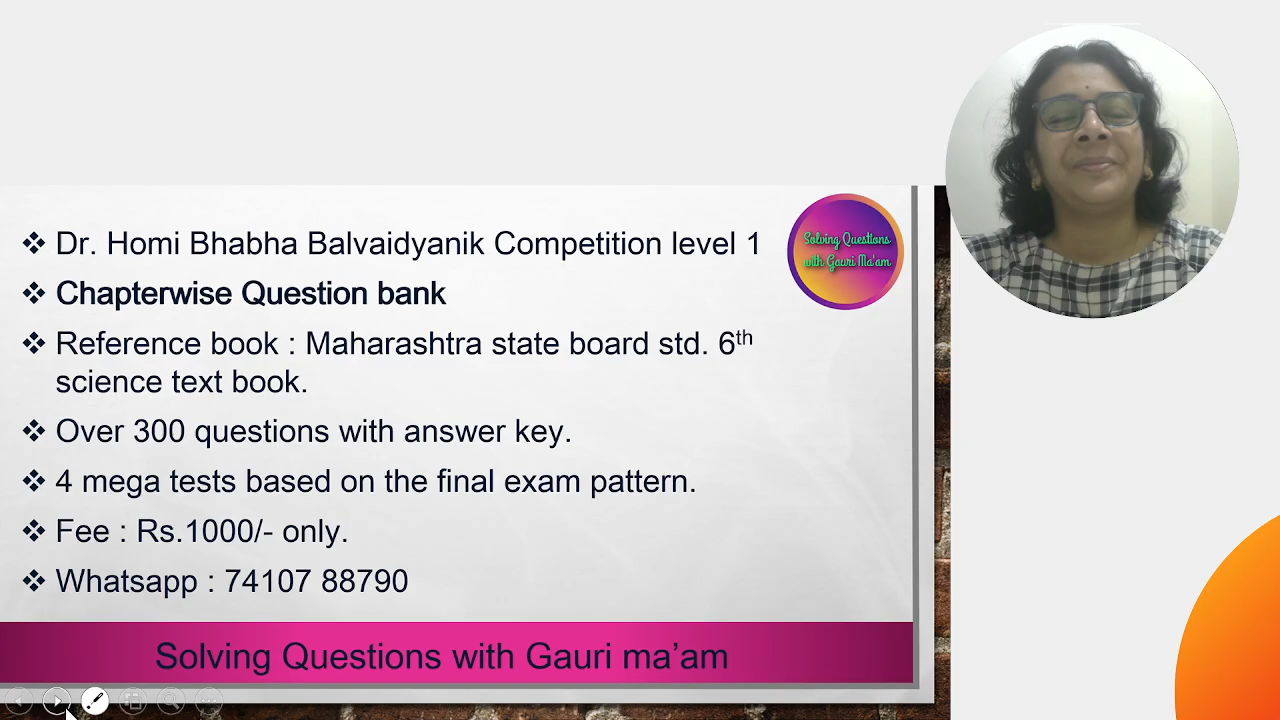 ❖ Dr. Homi Bhabha Balvaidyanik Competition level 1
Solving Questions
with Gauri Ma'am
❖ Chapterwise Question bank
❖ Reference book : Maharashtra state board std. 6th
science text book.
❖ Over 300 questions with answer key.
❖ 4 mega tests based on the final exam pattern.
❖ Fee : Rs.1000/- only.
❖ Whatsapp : 74107 88790
Solving Questions with Gauri ma’am